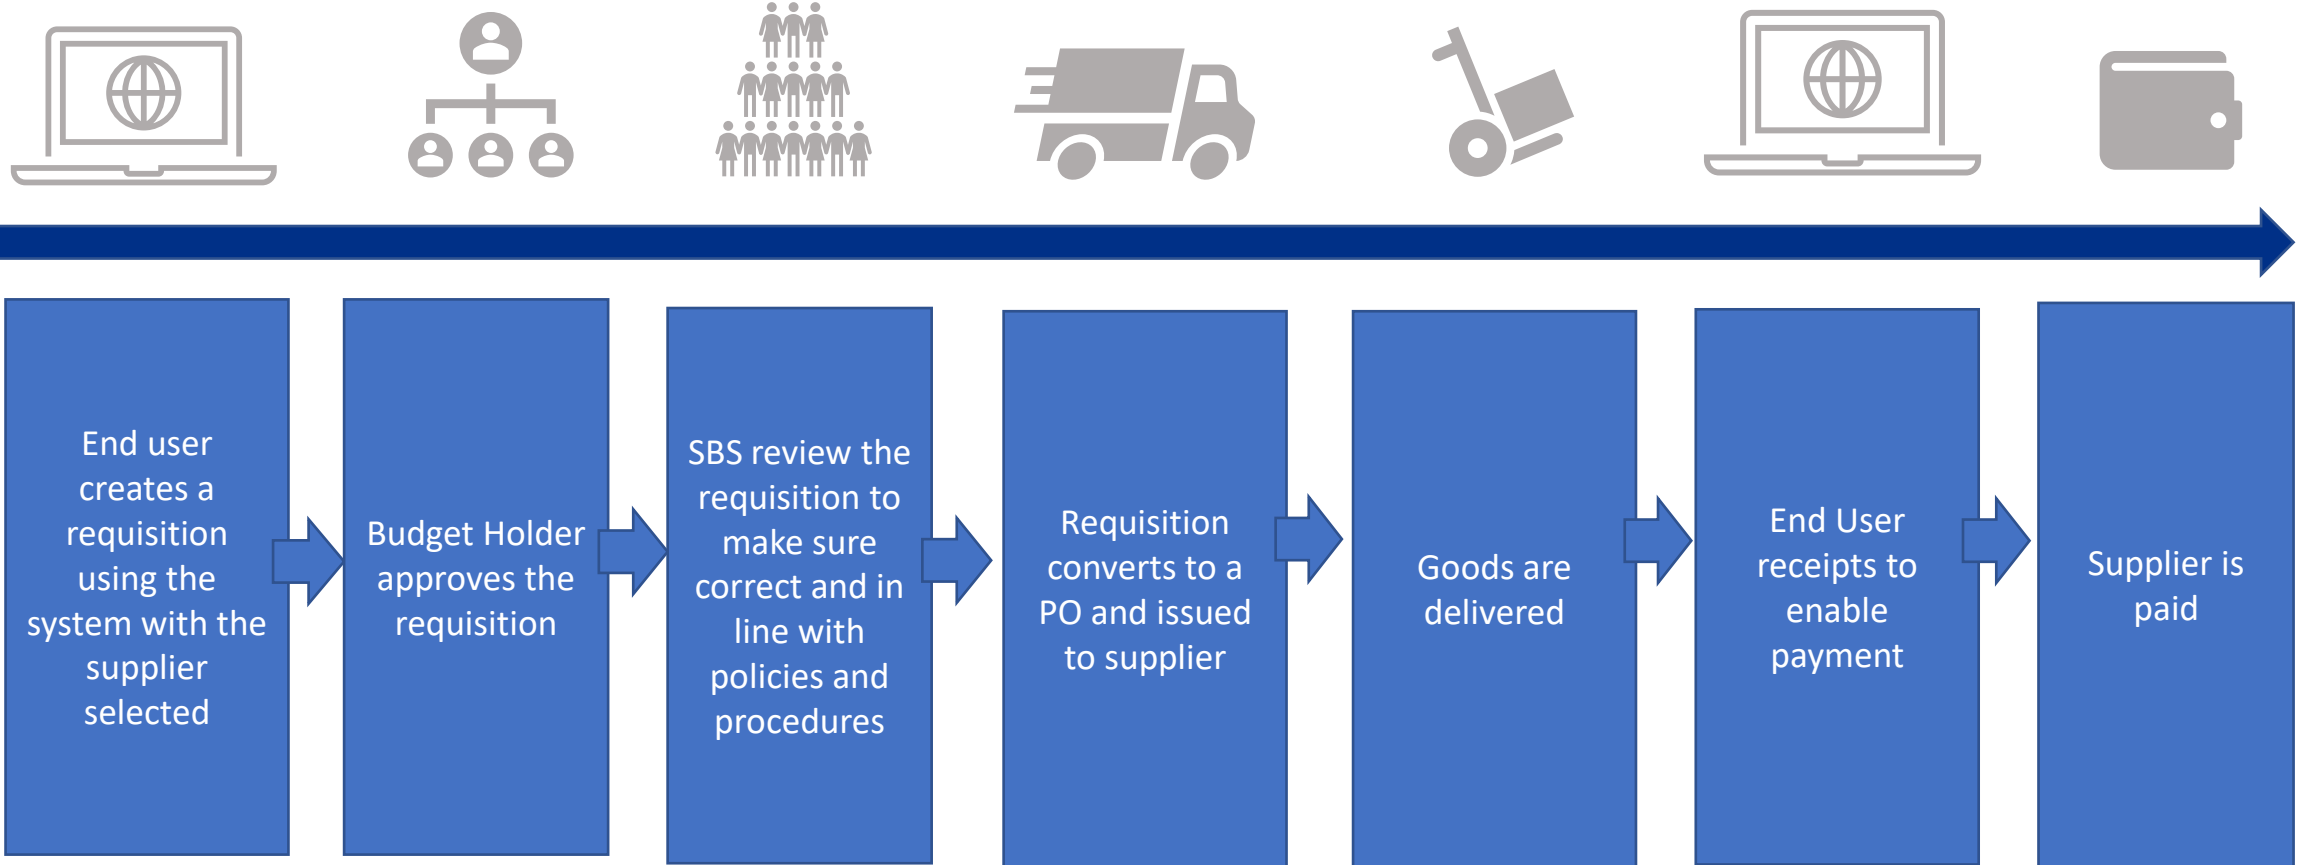 End user
creates a
requisition
using the
system with the
supplier
selected
Budget Holder
approves the
requisition
SBS review the
requisition to
make sure
correct and in
line with
policies and
procedures
Requisition
converts to a
PO and issued
to supplier
Goods are
delivered
End User
receipts to
enable
payment
Supplier is
paid